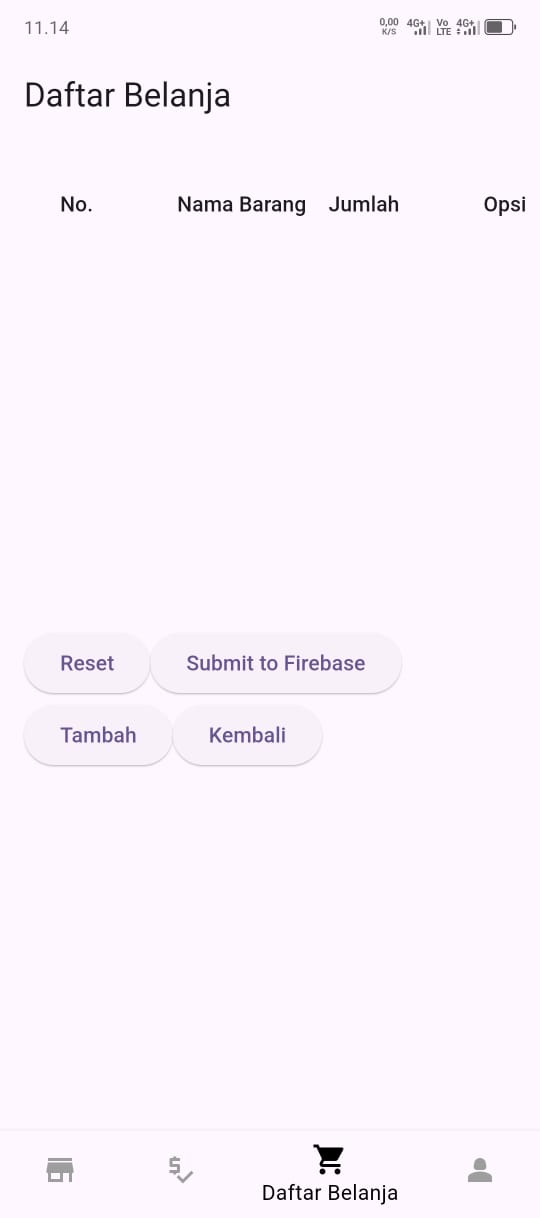 11.14 0,00 K/S 4G+ Vo LTE 4G+
Daftar Belanja
No. Nama Barang Jumlah Opsi
Reset Submit to Firebase
Tambah Kembali
Daftar Belanja